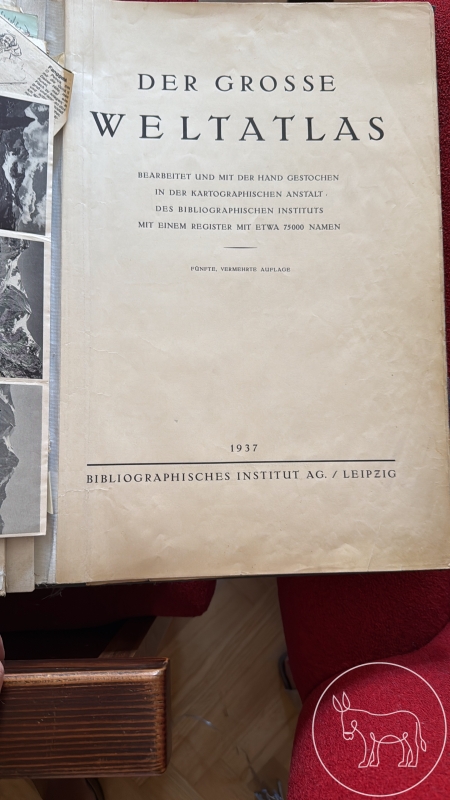 DER GROSSE
WELTATLAS
BEARBEITET UND MIT DER HAND GESTOCHEN
IN DER KARTOGRAPHISCHEN ANSTALT
DES BIBLIOGRAPHISCHEN INSTITUTS
MIT EINEM REGISTER MIT ETWA 75000 NAMEN
FÜNFTE, VERMEHRTE AUFLAGE
1937
BIBLIOGRAPHISCHES INSTITUT AG. / LEIPZIG